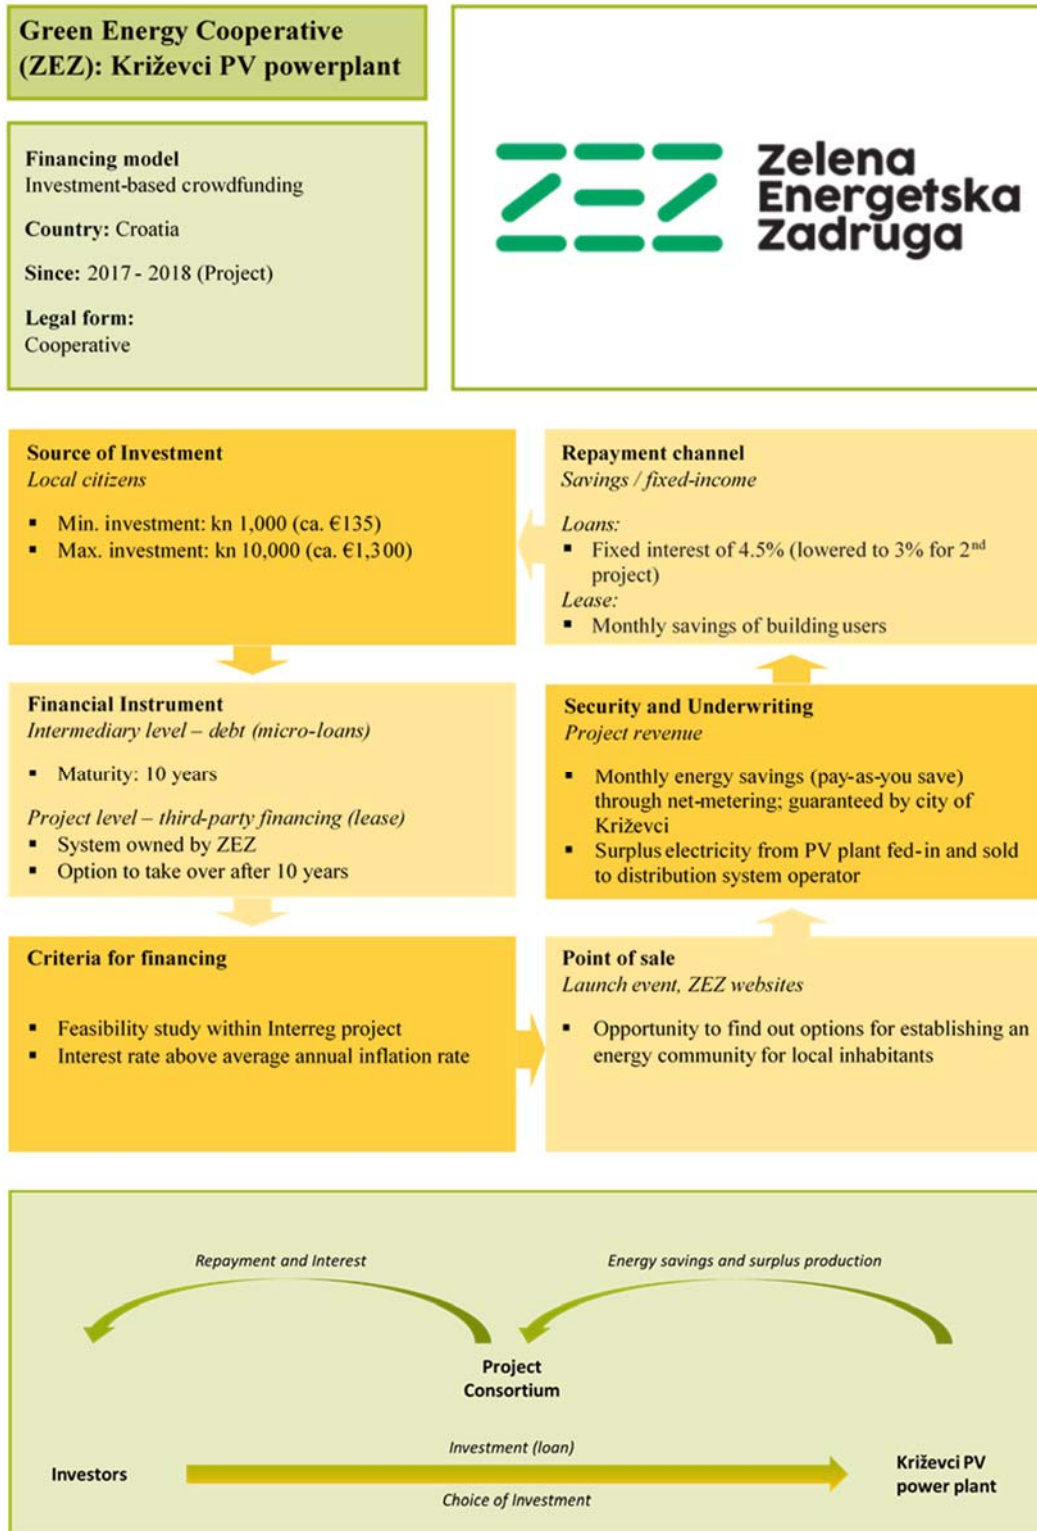 Green Energy Cooperative
(ZEZ): Križevci PV powerplant
Financing model
Investment-based crowdfunding
Country: Croatia
Since: 2017 - 2018 (Project)
Legal form:
Cooperative
ZEZ
Zelena
Energetska
Zadruga
Source of Investment
Local citizens
▪ Min. investment: kn 1,000 (ca. €135)
▪ Max. investment: kn 10,000 (ca. €1,300)
Financial Instrument
Intermediary level – debt (micro-loans)
▪ Maturity: 10 years
Project level – third-party financing (lease)
▪ System owned by ZEZ
▪ Option to take over after 10 years
Criteria for financing
▪ Feasibility study within Interreg project
▪ Interest rate above average annual inflation rate
Point of sale
Launch event, ZEZ websites
▪ Opportunity to find out options for establishing an
energy community for local inhabitants
Security and Underwriting
Project revenue
▪ Monthly energy savings (pay-as-you save)
through net-metering; guaranteed by city of
Križevci
▪ Surplus electricity from PV plant fed-in and sold
to distribution system operator
Repayment channel
Savings / fixed-income
Loans:
▪ Fixed interest of 4.5% (lowered to 3% for 2nd
project)
Lease:
▪ Monthly savings of building users
Repayment and Interest
Energy savings and surplus production
Project
Consortium
Investment (loan)
Investors
Choice of Investment
Križevci PV
power plant